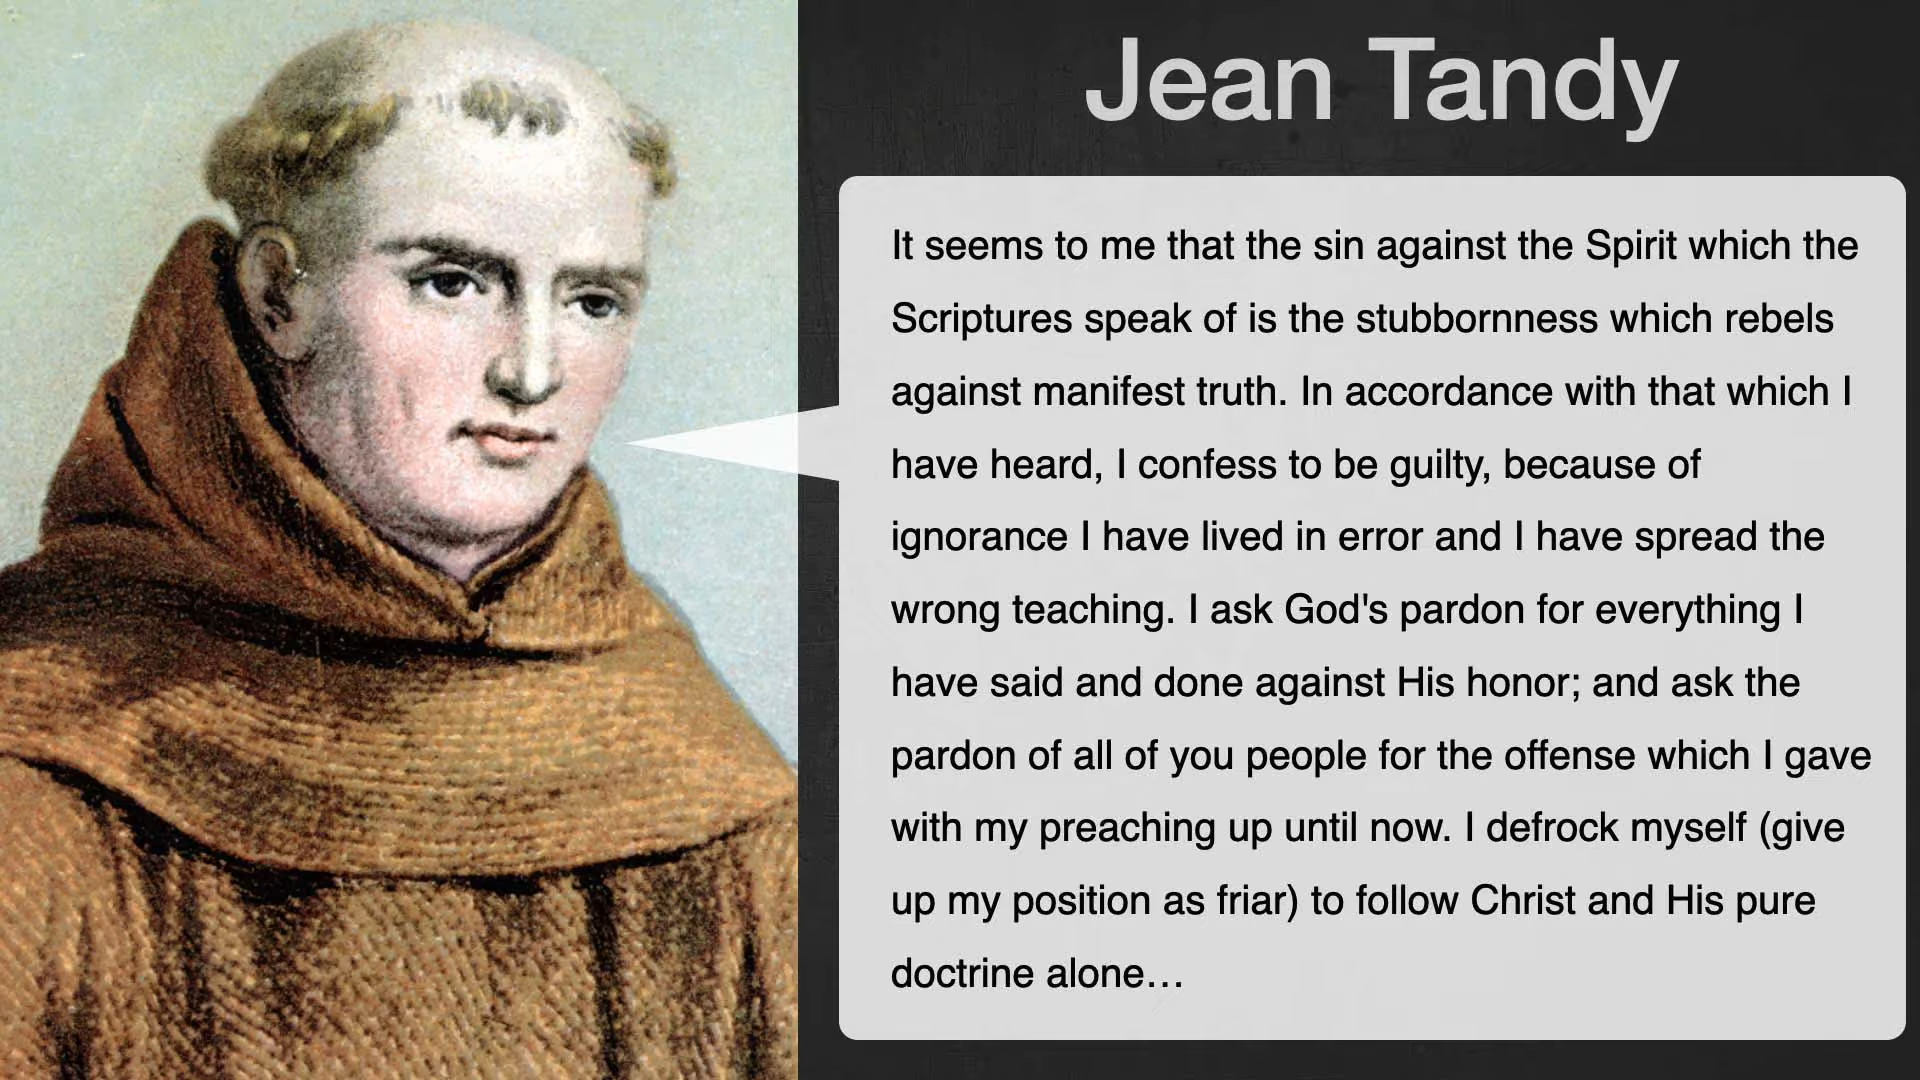 Jean Tandy
It seems to me that the sin against the Spirit which the
Scriptures speak of is the stubbornness which rebels
against manifest truth. In accordance with that which I
have heard, I confess to be guilty, because of
ignorance I have lived in error and I have spread the
wrong teaching. I ask God's pardon for everything I
have said and done against His honor; and ask the
pardon of all of you people for the offense which I gave
with my preaching up until now. I defrock myself (give
up my position as friar) to follow Christ and His pure
doctrine alone…